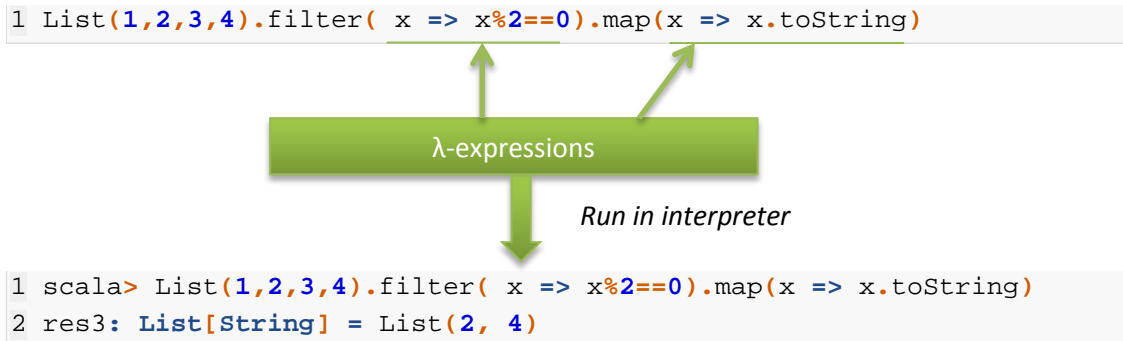 1 List(1,2,3,4).filter( x => x%2==0).map(x => x.toString)
λ-expressions
Run in interpreter
1 scala> List(1,2,3,4).filter( x => x%2==0).map(x => x.toString)
2 res3: List[String] = List(2, 4)